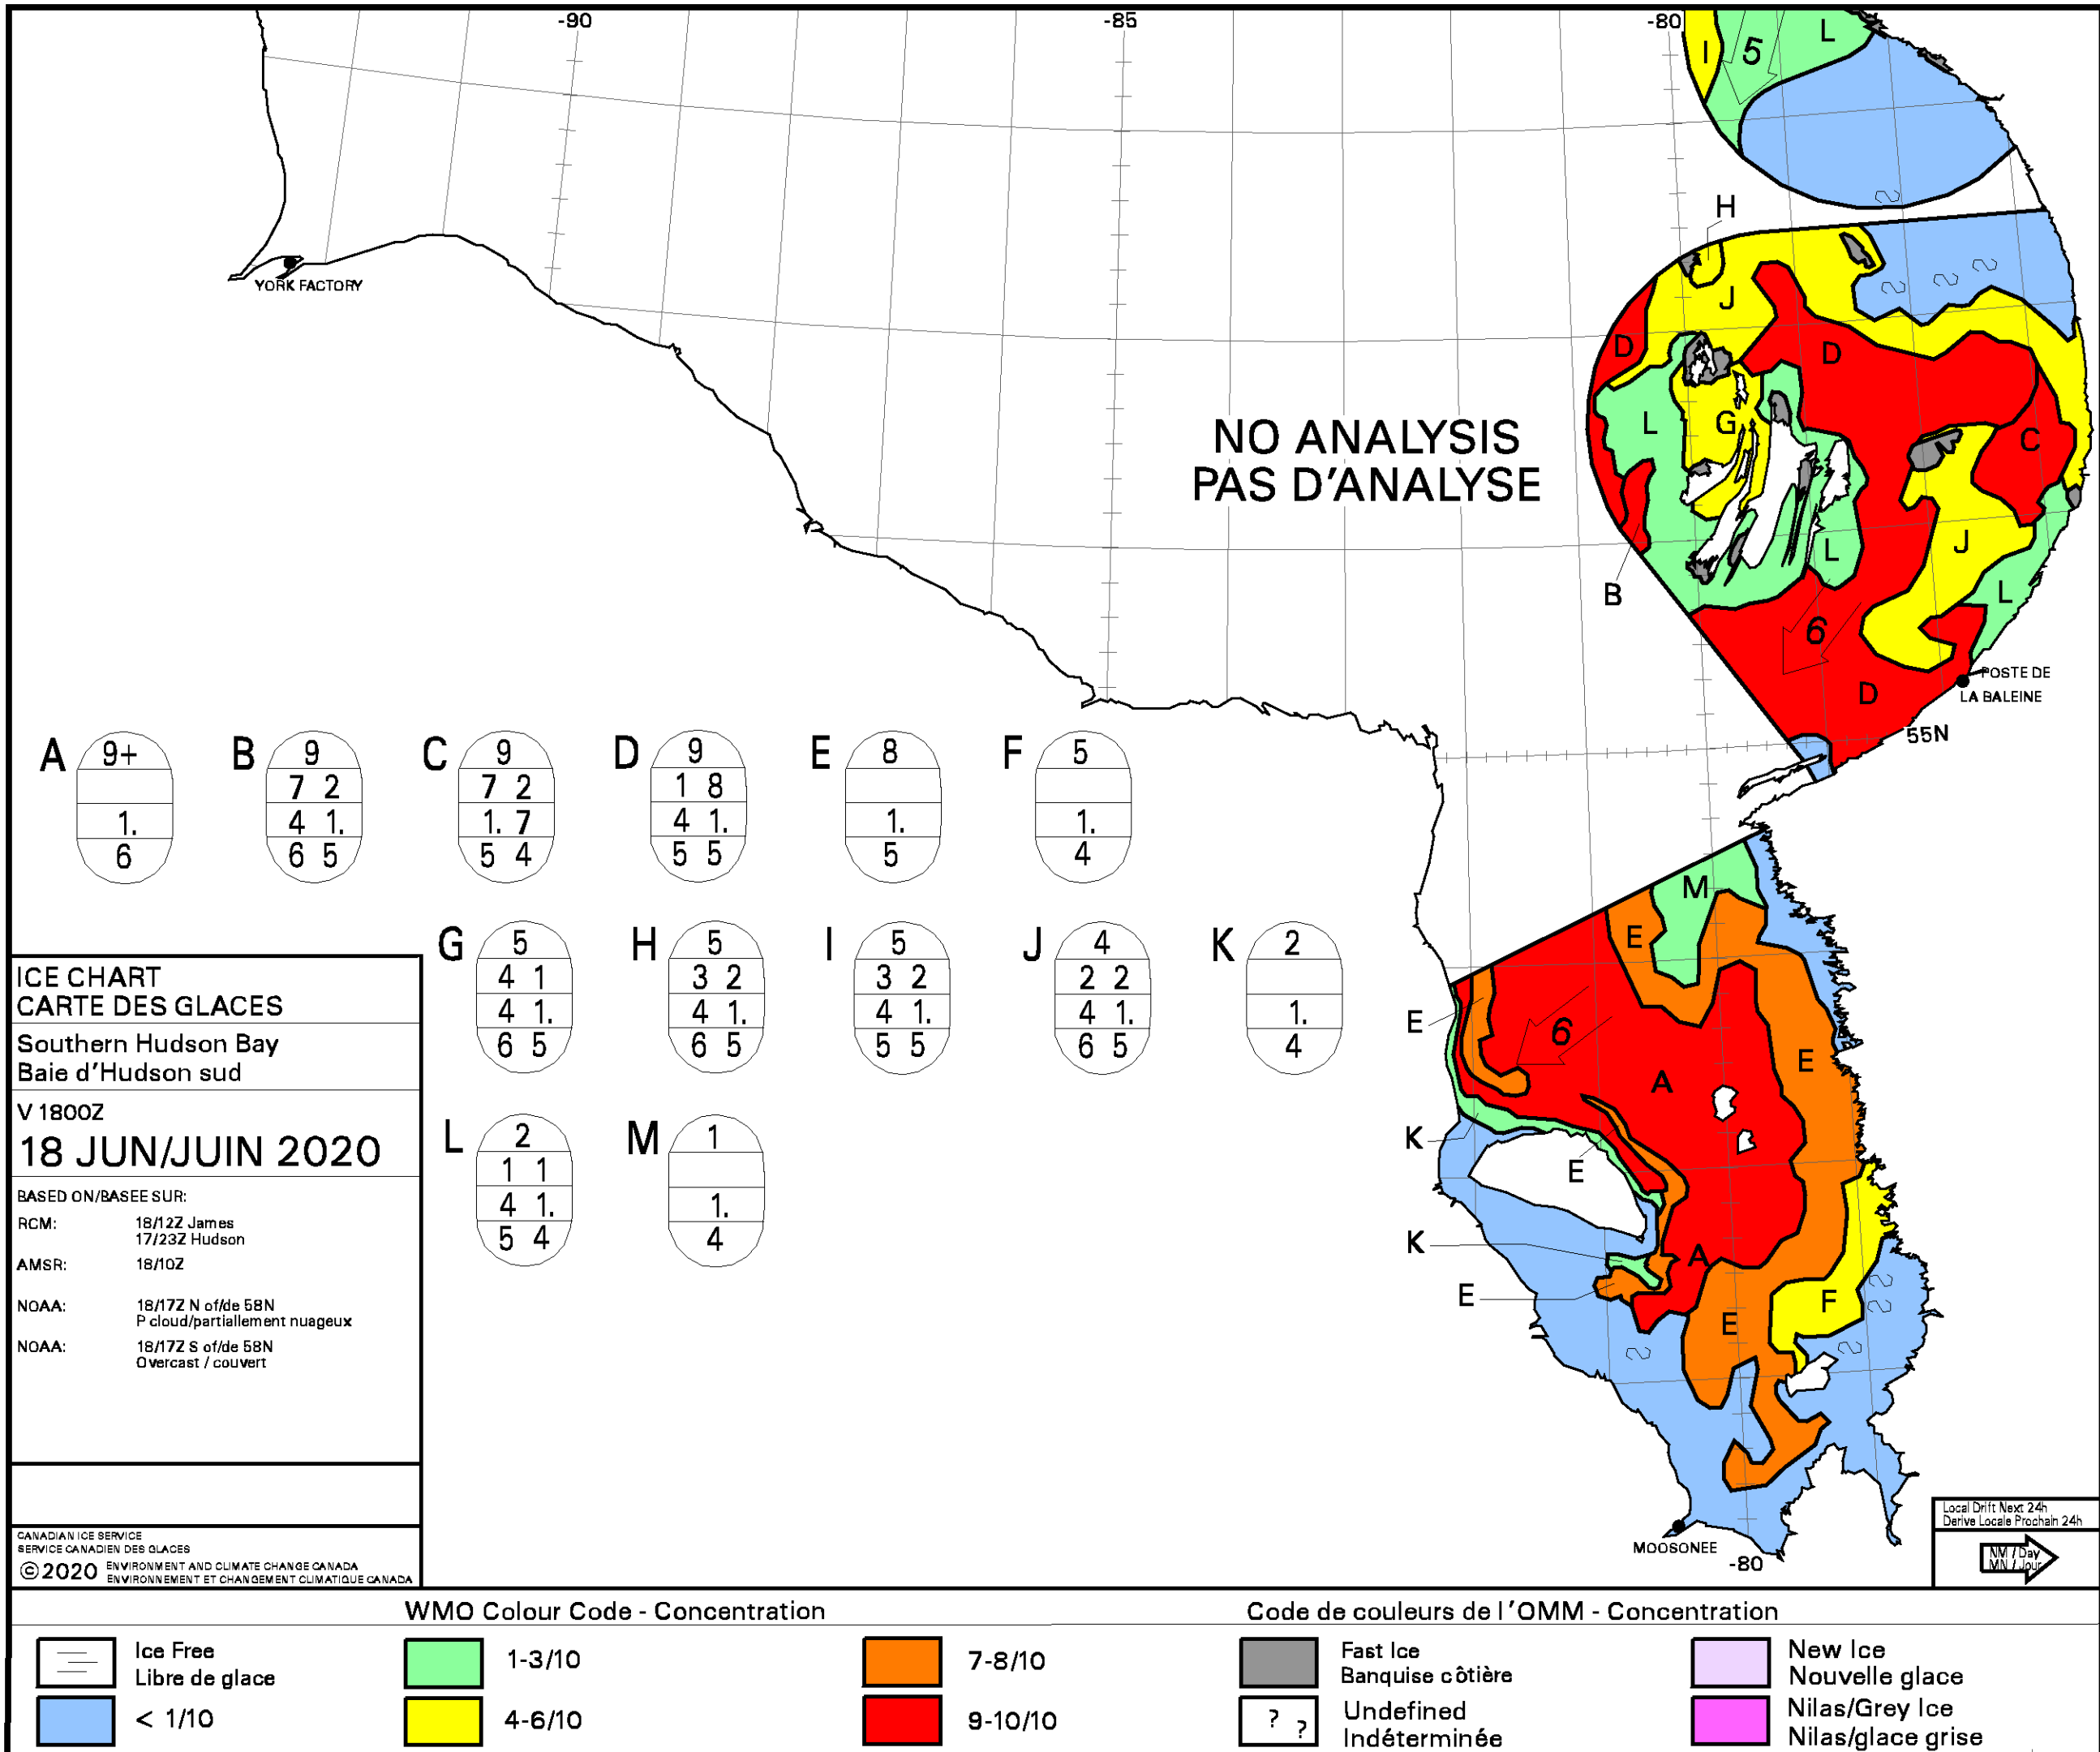 -90
-85
-80
I
5
L
H
YORK FACTORY
J
D
D
L
G
C
NO ANALYSIS
PAS D'ANALYSE
J
L
B
L
6
POSTE DE
LA BALEINE
D
55N
A
9+
1.
6
B
9
7 2
4 1.
6 5
C
9
7 2
1. 7
5 4
D
9
1 8
4 1.
5 5
E
8
1.
5
F
5
1.
4
G
5
4 1
4 1.
6 5
H
5
3 2
4 1.
6 5
I
5
3 2
4 1.
5 5
J
4
2 2
4 1.
6 5
K
2
1.
4
L
2
1 1
4 1.
5 4
M
1
1.
4
M
E
E
6
E
A
K
E
K
A
E
F
E
MOOSONEE
-80
ICE CHART
CARTE DES GLACES
Southern Hudson Bay
Baie d'Hudson sud
V 1800Z
18 JUN/JUIN 2020
BASED ON/BASEE SUR:
RCM: 18/12Z James
17/23Z Hudson
AMSR: 18/10Z
NOAA: 18/17Z N of/de 58N
P cloud/partiallement nuageux
NOAA: 18/17Z S of/de 58N
Overcast / couvert
CANADIAN ICE SERVICE
SERVICE CANADIEN DES GLACES
©2020 ENVIRONMENT AND CLIMATE CHANGE CANADA
ENVIRONNEMENT ET CHANGEMENT CLIMATIQUE CANADA
Local Drift Next 24h
Derive Locale Prochain 24h
NM / Day
MN / Jour
WMO Colour Code - Concentration
Code de couleurs de l'OMM - Concentration
Ice Free
Libre de glace
< 1/10
1-3/10
4-6/10
7-8/10
9-10/10
Fast Ice
Banquise côtière
? ?
Undefined
Indéterminée
New Ice
Nouvelle glace
Nilas/Grey Ice
Nilas/glace grise